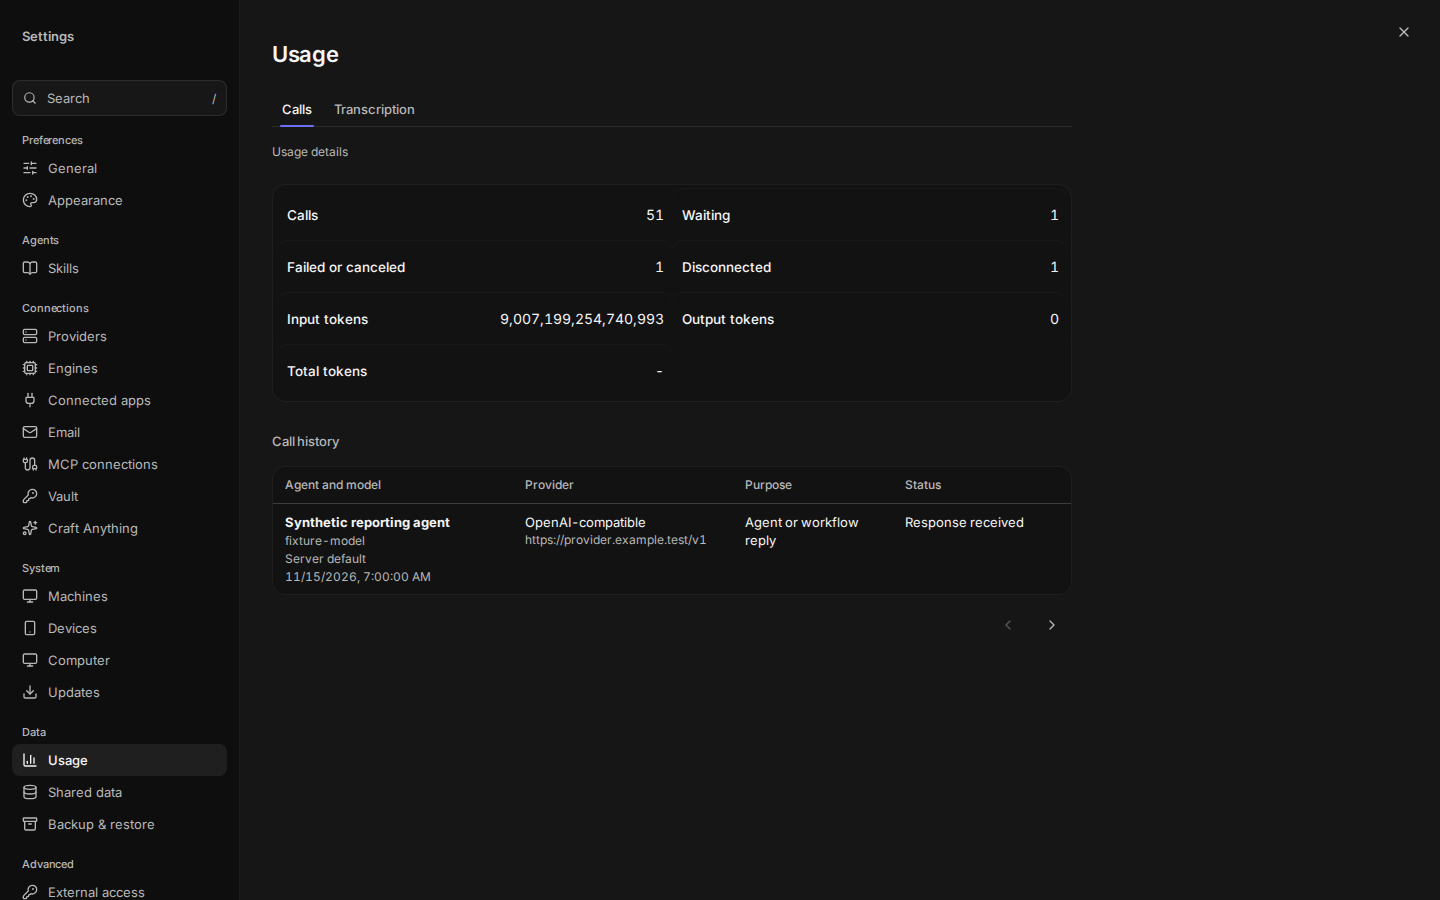 Settings
Search /
Preferences
General
Appearance
Agents
Skills
Connections
Providers
Engines
Connected apps
Email
MCP connections
Vault
Craft Anything
System
Machines
Devices
Computer
Updates
Data
Usage
Shared data
Backup & restore
Advanced
External access
Usage
Calls Transcription
Usage details
Calls 51 Waiting 1
Failed or canceled 1 Disconnected 1
Input tokens 9,007,199,254,740,993 Output tokens 0
Total tokens -
Call history
Agent and model Provider Purpose Status
Synthetic reporting agent OpenAI-compatible Agent or workflow Response received
fixture-model https://provider.example.test/v1 reply
Server default
11/15/2026, 7:00:00 AM